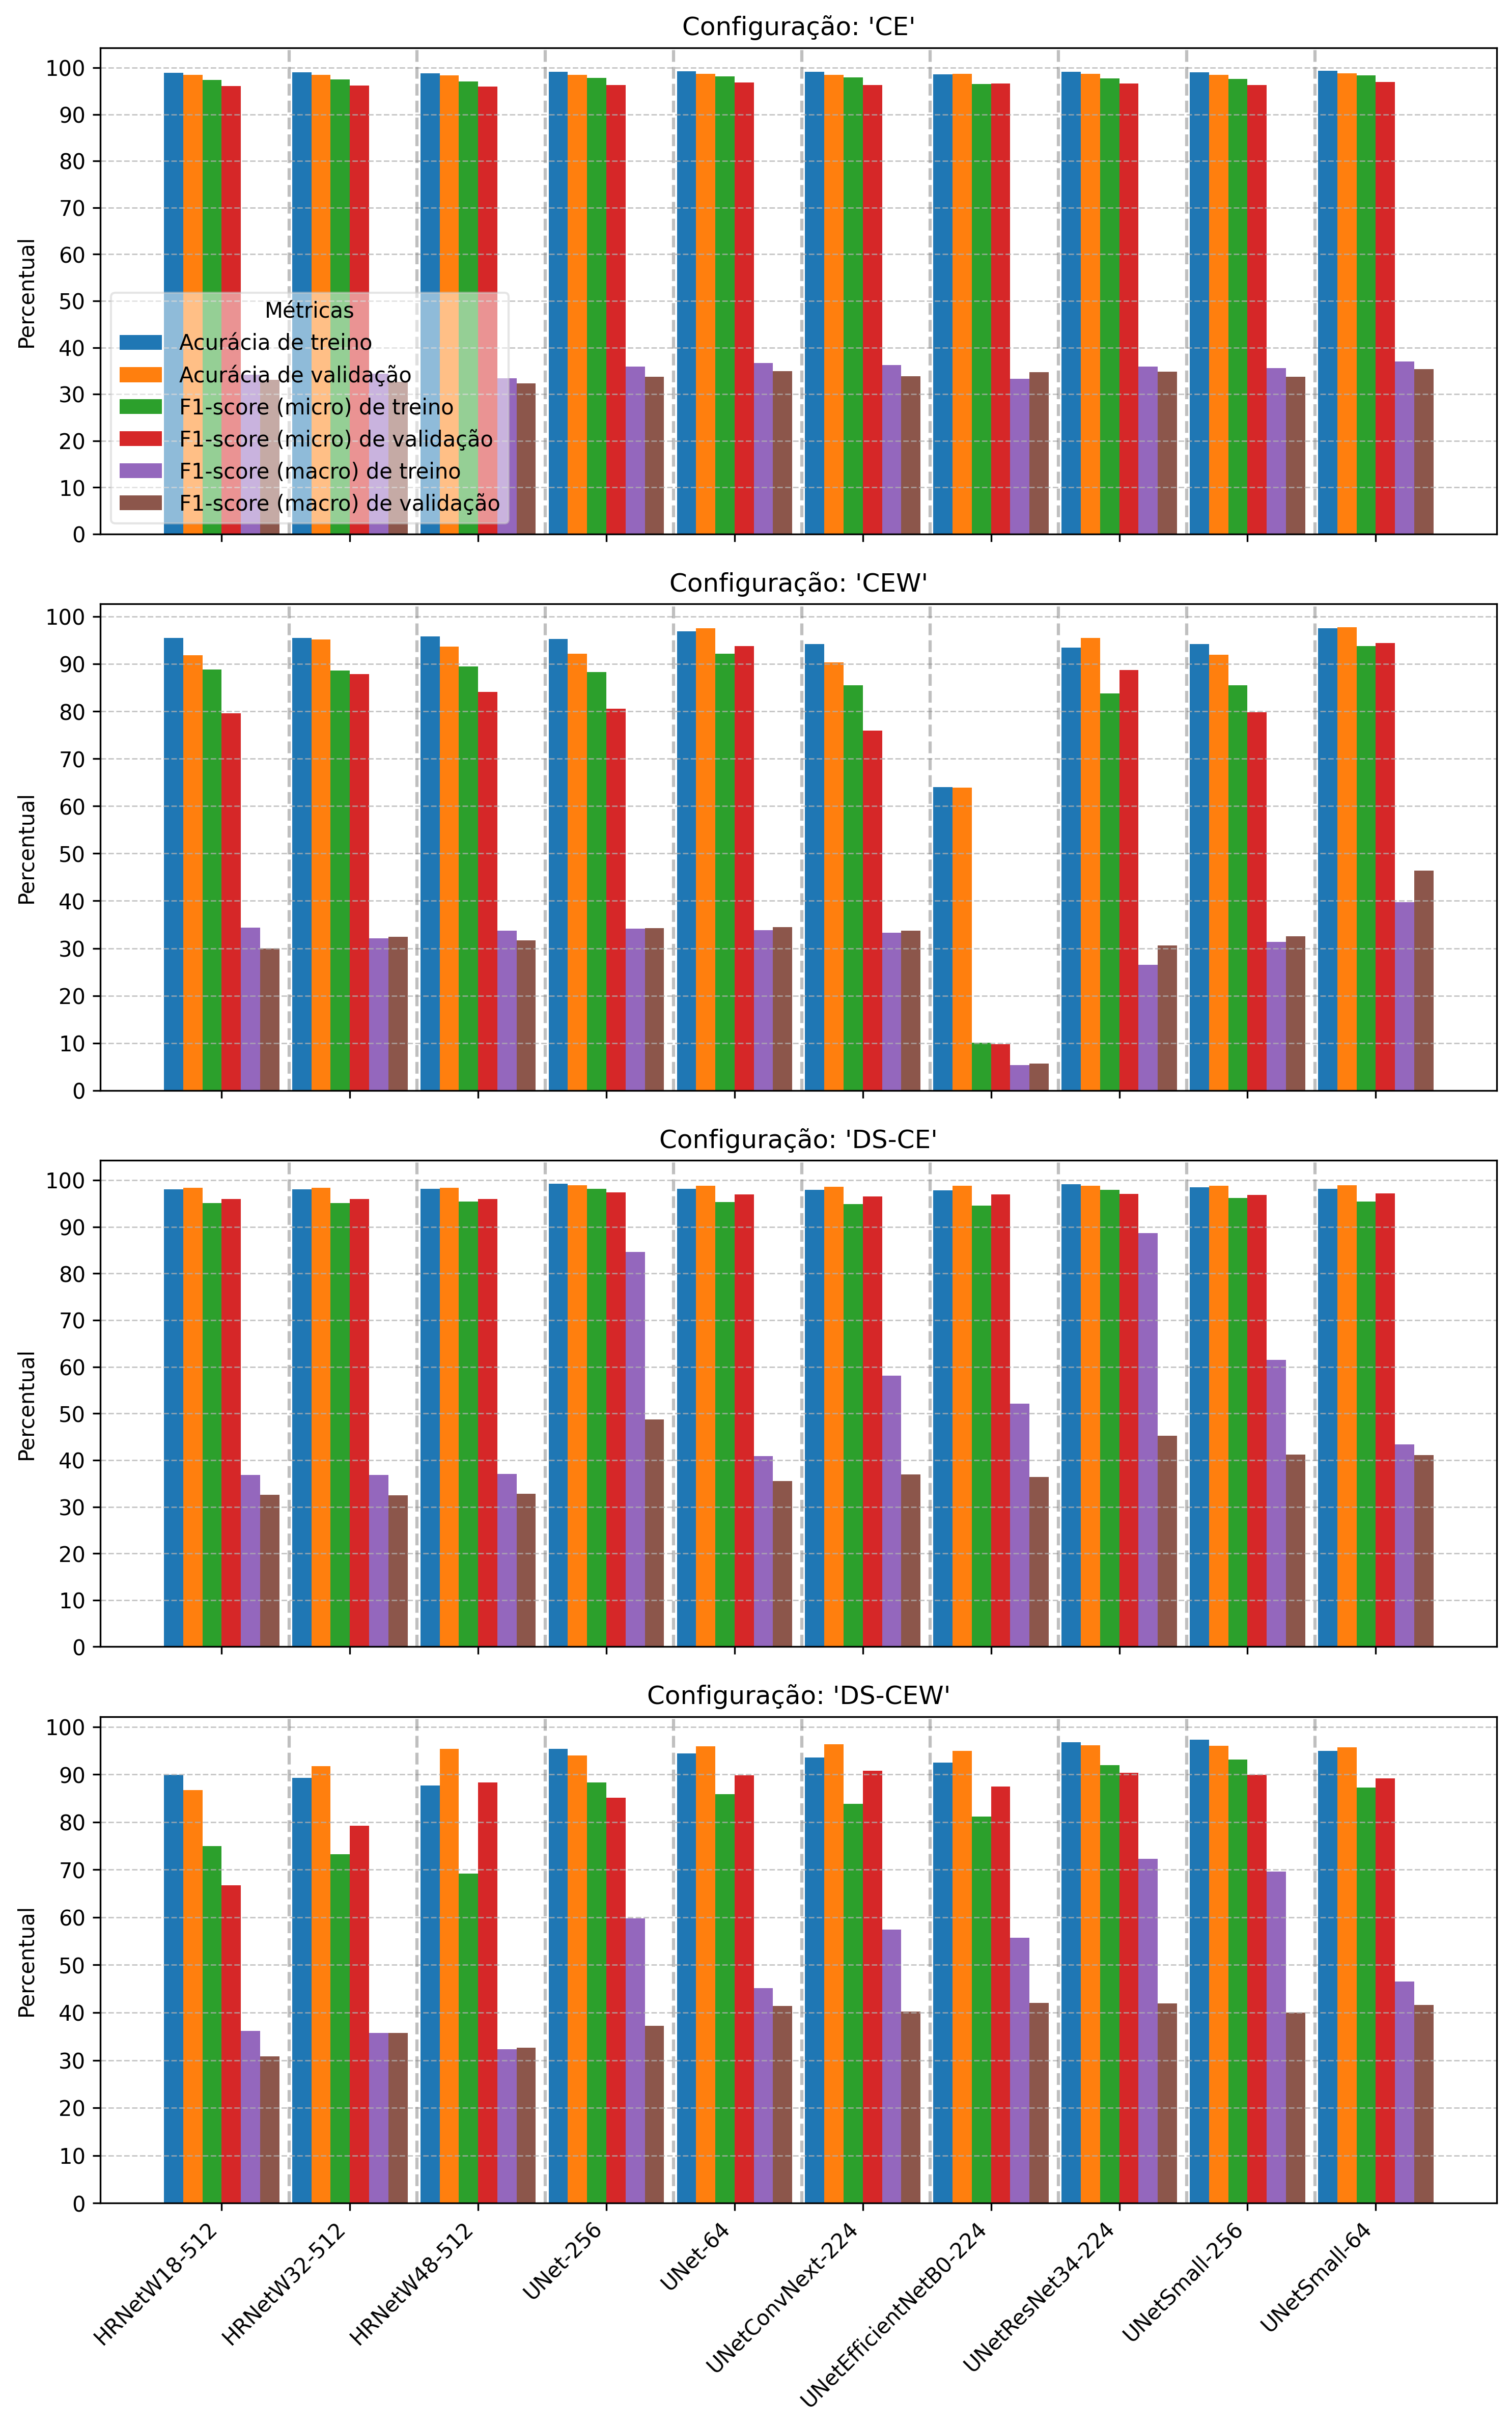 Configuração: 'CE'
100
90
80
70
60
50
40
30
20
10
0
Percentual
Métricas
Acurácia de treino
Acurácia de validação
F1-score (micro) de treino
F1-score (micro) de validação
F1-score (macro) de treino
F1-score (macro) de validação
Configuração: 'CEW'
100
90
80
70
60
50
40
30
20
10
0
Percentual
Configuração: 'DS-CE'
100
90
80
70
60
50
40
30
20
10
0
Percentual
Configuração: 'DS-CEW'
100
90
80
70
60
50
40
30
20
10
0
Percentual
HRNetW18-512
HRNetW32-512
HRNetW48-512
UNet-256
UNet-64
UNetConvNext-224
UNetEfficientNetB0-224
UNetResNet34-224
UNetSmall-256
UNetSmall-64